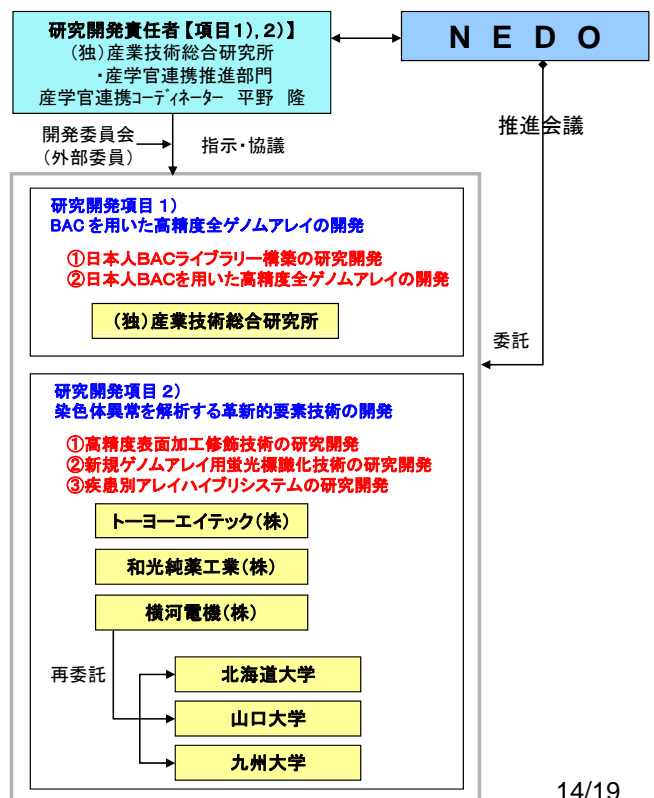 研究開発責任者【項目1),2)】
(独)産業技術総合研究所
・産学官連携推進部門
産学官連携コーディネーター 平野 隆
NEDO
開発委員会
(外部委員)
指示・協議
推進会議
研究開発項目1)
BACを用いた高精度全ゲノムアレイの開発
①日本人BACライブラリー構築の研究開発
②日本人BACを用いた高精度全ゲノムアレイの開発
(独)産業技術総合研究所
委託
研究開発項目2)
染色体異常を解析する革新的要素技術の開発
①高精度表面加工修飾技術の研究開発
②新規ゲノムアレイ用蛍光標識化技術の研究開発
③疾患別アレイハイブリシステムの研究開発
トーヨーエイテック(株)
和光純薬工業(株)
横河電機(株)
再委託
北海道大学
山口大学
九州大学
14/19